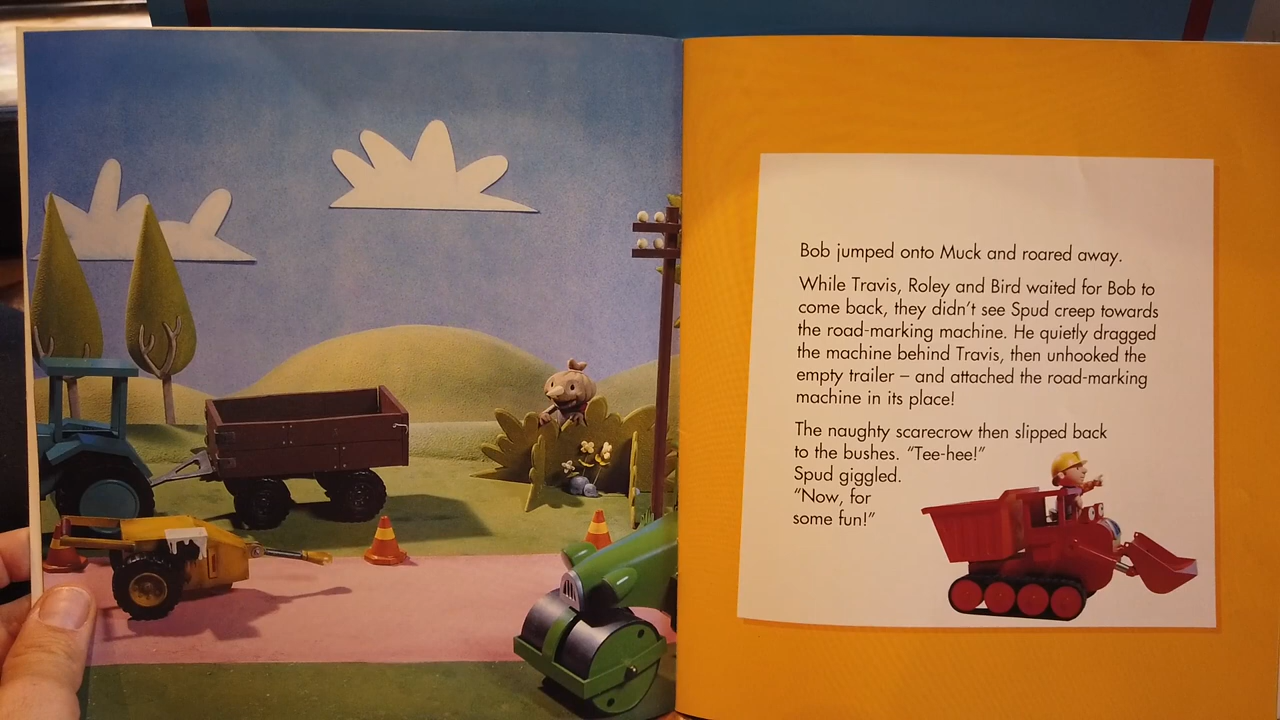 Bob jumped onto Muck and roared away.
While Travis, Roley and Bird waited for Bob to
come back, they didn't see Spud creep towards
the road-marking machine. He quietly dragged
the machine behind Travis, then unhooked the
empty trailer – and attached the road-marking
machine in its place!
The naughty scarecrow then slipped back
to the bushes. “Tee-hee!”
Spud giggled.
“Now, for
some fun!”